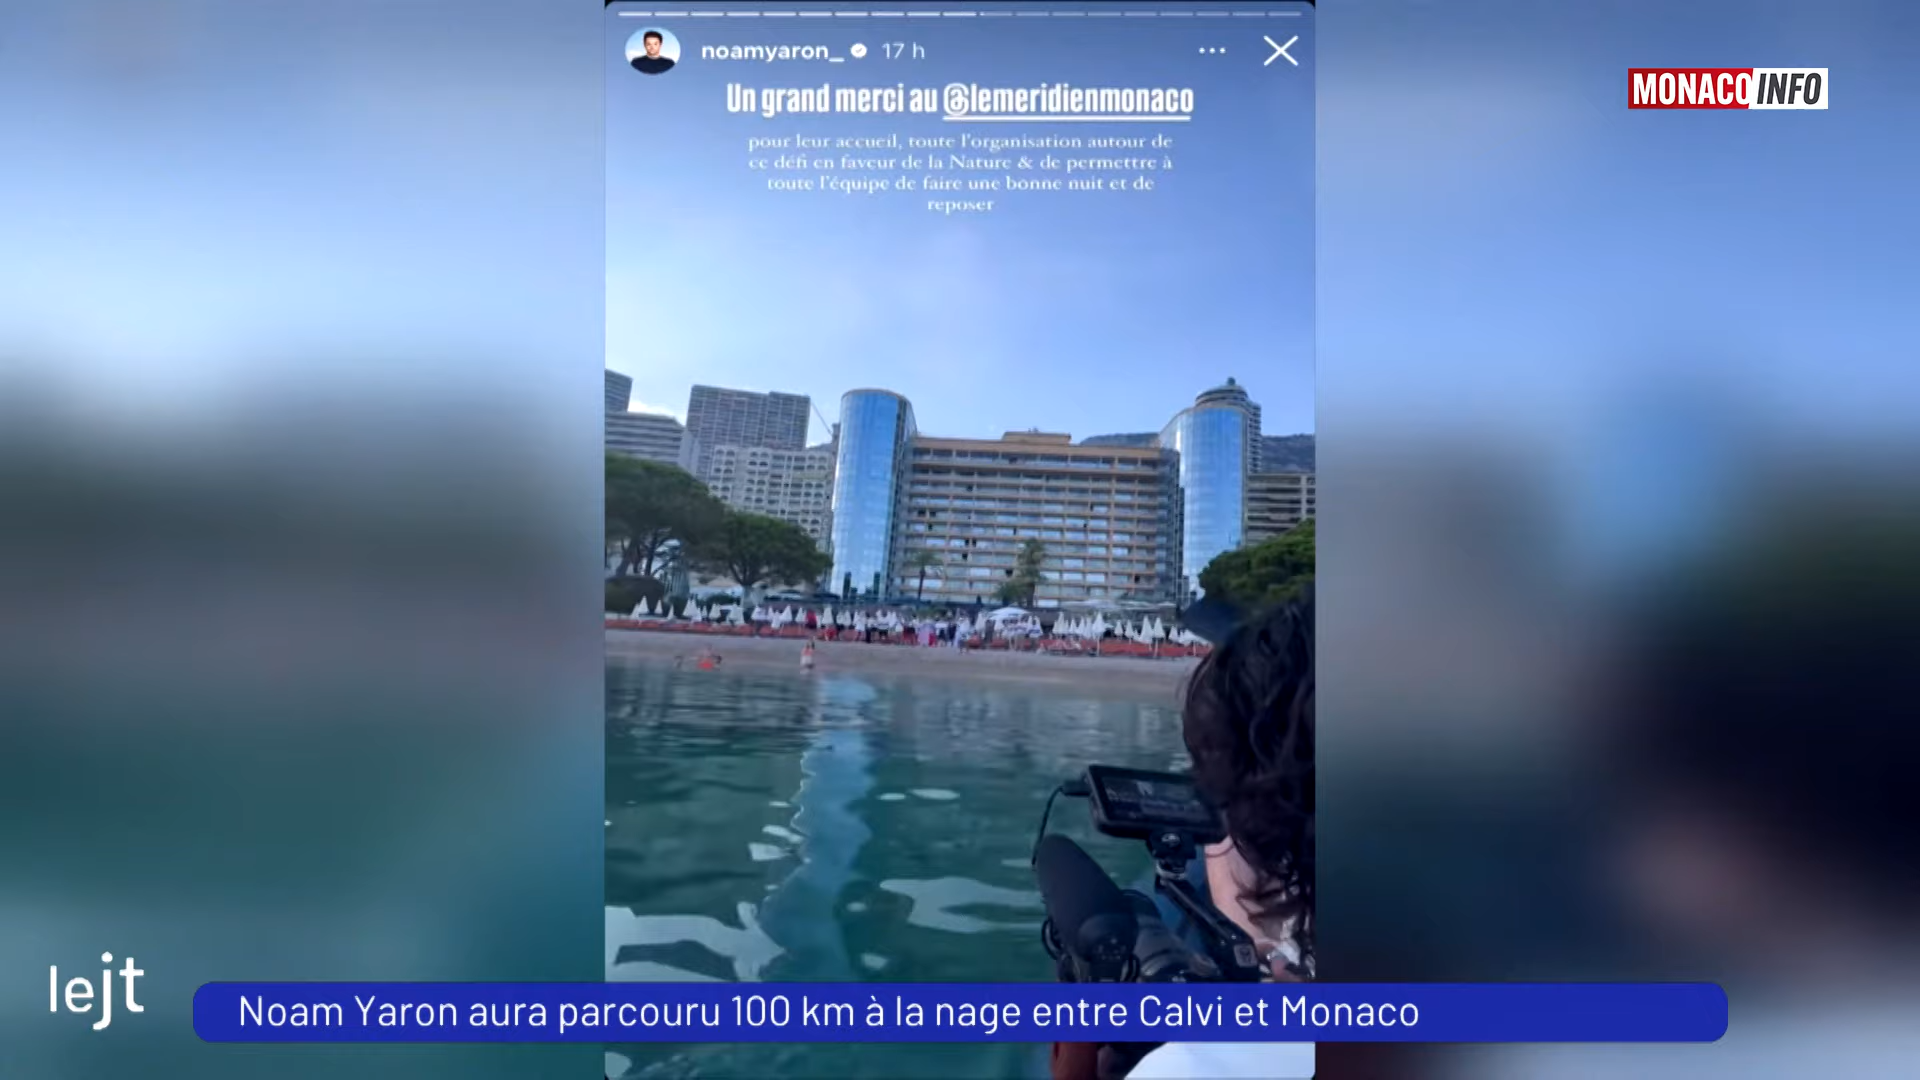 noamyaron_ 17 h
MONACOINFO
Un grand merci au @lemeridienmonaco
pour leur accueil, toute l'organisation autour de
ce défi en faveur de la Nature & de permettre à
toute l'équipe de faire une bonne nuit et de
reposer
lejt
Noam Yaron aura parcouru 100 km à la nage entre Calvi et Monaco